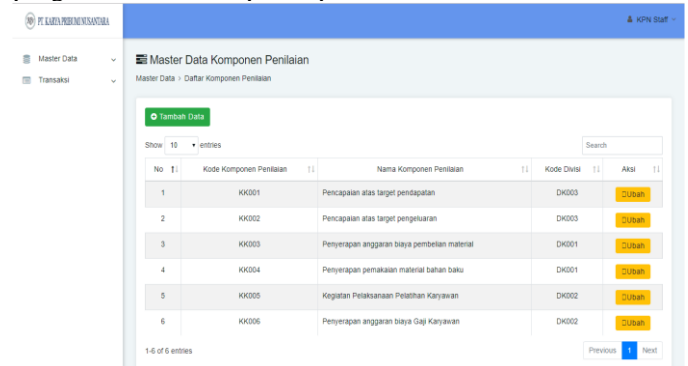 PT. KARYA PRIBUMI NUSANTARA
KPN Staff
Master Data
Transaksi
Master Data Komponen Penilaian
Master Data > Daftar Komponen Penilaian
Tambah Data
Show 10 entries
Search
No Kode Komponen Penilaian Nama Komponen Penilaian Kode Divisi Aksi
1 KK001 Pencapaian atas target pendapatan DK003 Ubah
2 KK002 Pencapaian atas target pengeluaran DK003 Ubah
3 KK003 Penyerapan anggaran biaya pembelian material DK001 Ubah
4 KK004 Penyerapan pemakaian material bahan baku DK001 Ubah
5 KK005 Kegiatan Pelaksanaan Pelatihan Karyawan DK002 Ubah
6 KK006 Penyerapan anggaran biaya Gaji Karyawan DK002 Ubah
1-6 of 6 entries
Previous 1 Next